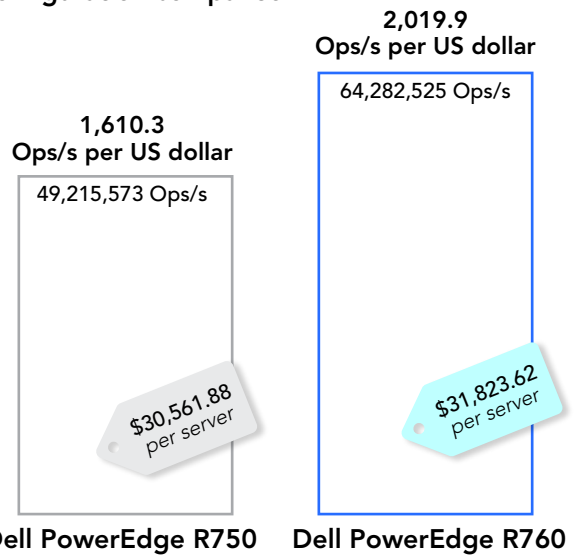 2,019.9
Ops/s per US dollar
64,282,525 Ops/s
1,610.3
Ops/s per US dollar
49,215,573 Ops/s
$30,561.88
per server
$31,823.62
per server
Dell PowerEdge R750
Dell PowerEdge R760